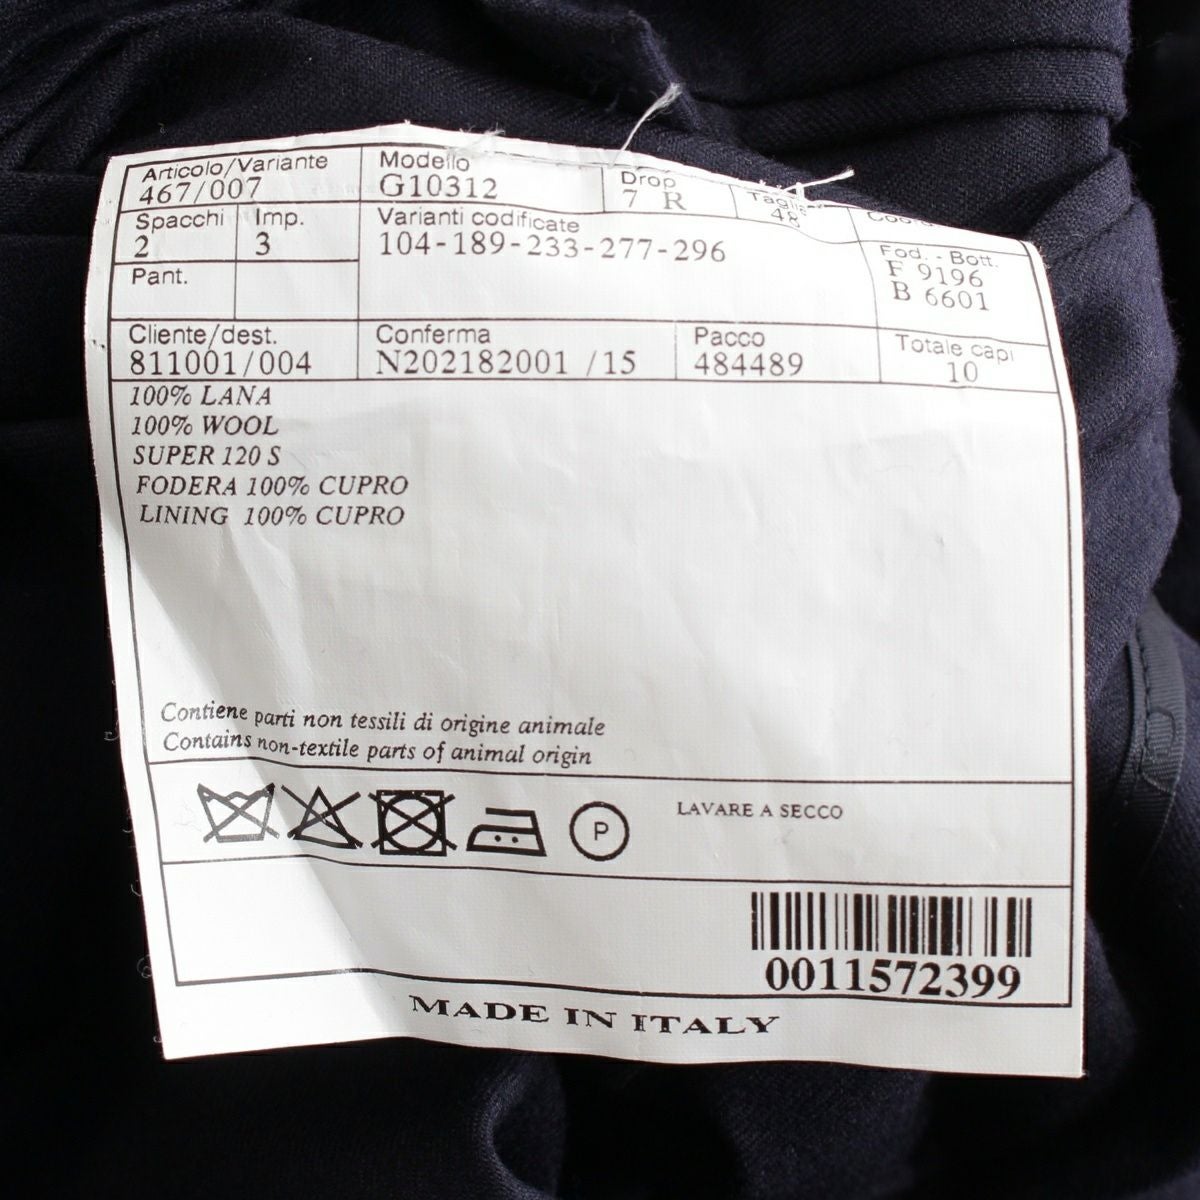 Articolo/Variante
467/007
Modello
G10312
Drop
7 R
Taglia
48
Spacchi
2
Imp.
3
Varianti codificate
104-189-233-277-296
Fod. - Bott.
F 9196
B 6601
Pant.
Cliente/dest.
811001/004
Conferma
N202182001 /15
Pacco
484489
Totale capi
10
100% LANA
100% WOOL
SUPER 120 S
FODERA 100% CUPRO
LINING 100% CUPRO
Contiene parti non tessili di origine animale
Contains non-textile parts of animal origin
P
LAVARE A SECCO
0011572399
MADE IN ITALY